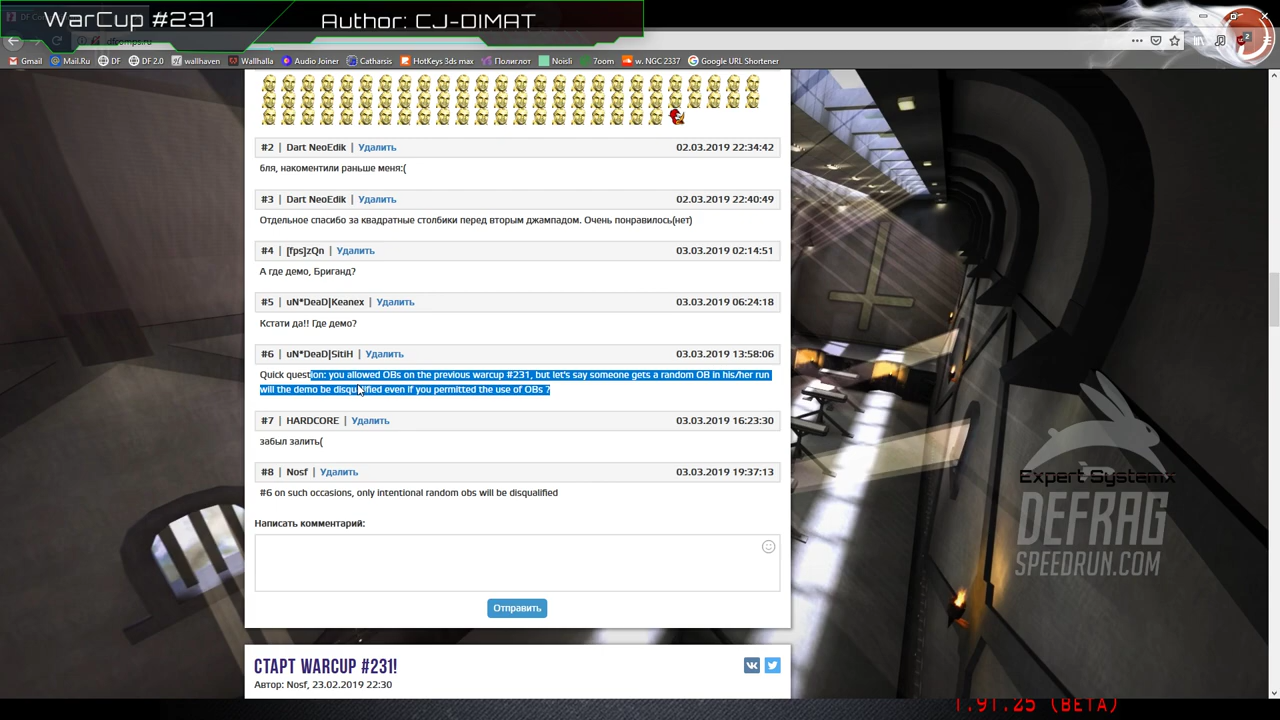 WarCup #231
Author: CJ-DIMAT
Gmail
Mail.Ru
DF
DF 2.0
wallhaven
Wallhalla
Audio Joiner
Catharsis
HotKeys 3ds max
Полиглот
Noisli
7oom
w. NGC 2337
Google URL Shortener
#2 | Dart NeoEdik | Удалить 02.03.2019 22:34:42
бля, накоментили раньше меня:(
#3 | Dart NeoEdik | Удалить 02.03.2019 22:40:49
Отдельное спасибо за квадратные столбики перед вторым джампадом. Очень понравилось(нет)
#4 | [fps]zQn | Удалить 03.03.2019 02:14:51
А где демо, Бриганд?
#5 | uN*DeaD|Keanex | Удалить 03.03.2019 06:24:18
Кстати да!! Где демо?
#6 | uN*DeaD|SitiH | Удалить 03.03.2019 13:58:06
Quick question: you allowed OBs on the previous warcup #231, but let's say someone gets a random OB in his/her run
will the demo be disqualified even if you permitted the use of OBs ?
#7 | HARDCORE | Удалить 03.03.2019 16:23:30
забыл залить(
#8 | Nosf | Удалить 03.03.2019 19:37:13
#6 on such occasions, only intentional random obs will be disqualified
Написать комментарий:
Отправить
СТАРТ WARCUP #231!
Автор: Nosf, 23.02.2019 22:30
Expert Systemx
DEFRAG
SPEEDRUN.COM
1.91.25 (BETA)